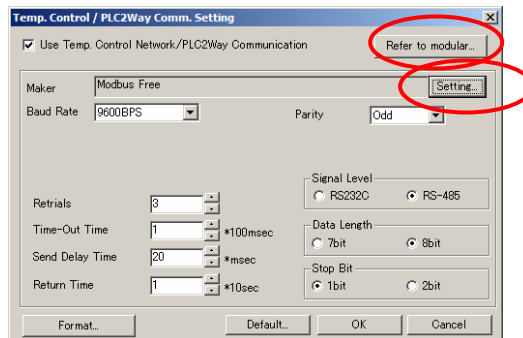 Temp. Control / PLC2Way Comm. Setting
Use Temp. Control Network/PLC2Way Communication
Refer to modular...
Maker
Modbus Free
Setting...
Baud Rate
9600BPS
Parity
Odd
Signal Level
RS232C
RS-485
Retrials
3
Time-Out Time
1
*100msec
Data Length
7bit
8bit
Send Delay Time
20
*msec
Stop Bit
1bit
2bit
Return Time
1
*10sec
Format...
Default...
OK
Cancel